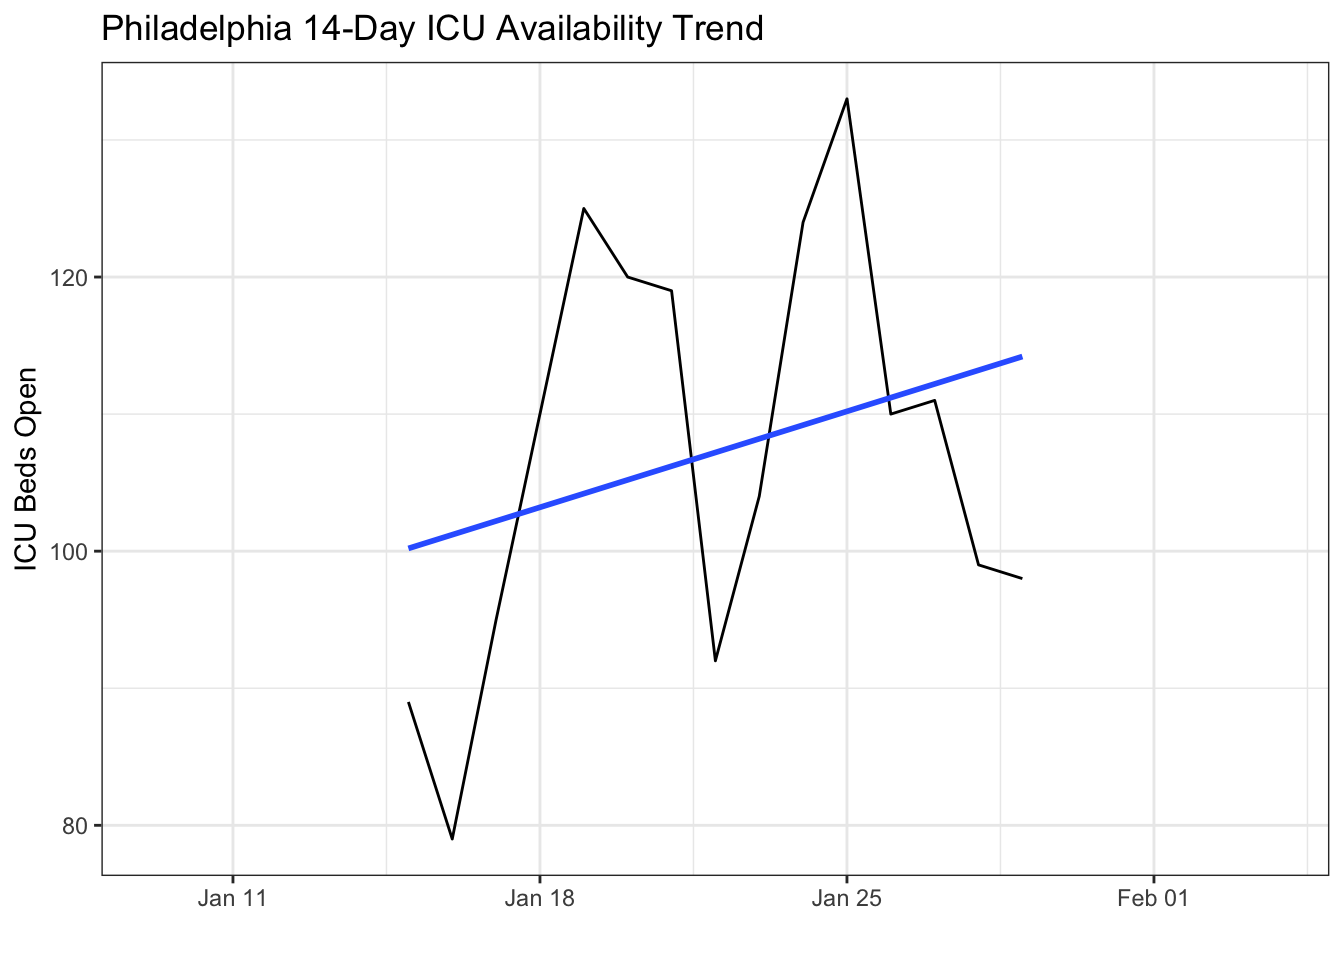 Philadelphia 14-Day ICU Availability Trend
ICU Beds Open
120
100
80
Jan 11
Jan 18
Jan 25
Feb 01